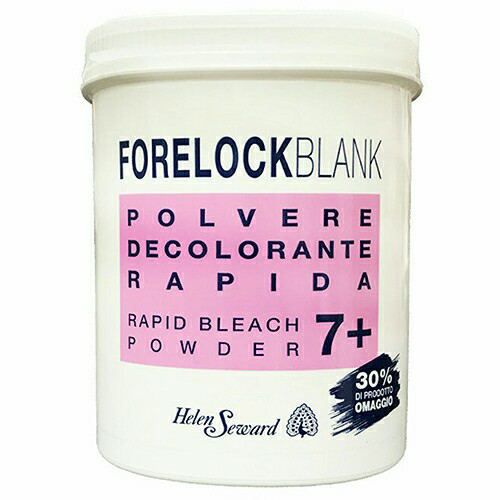 FORELOCKBLANK
POLVERE
DECOLORANTE
RAPIDA
RAPID BLEACH
POWDER 7+
30%
DI PRODOTTO
OMAGGIO
Helen Seward